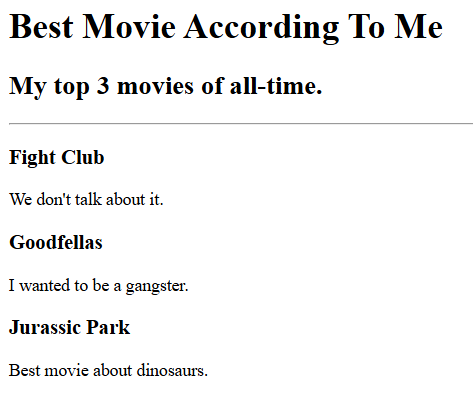 Best Movie According To Me
My top 3 movies of all-time.
Fight Club
We don't talk about it.
Goodfellas
I wanted to be a gangster.
Jurassic Park
Best movie about dinosaurs.